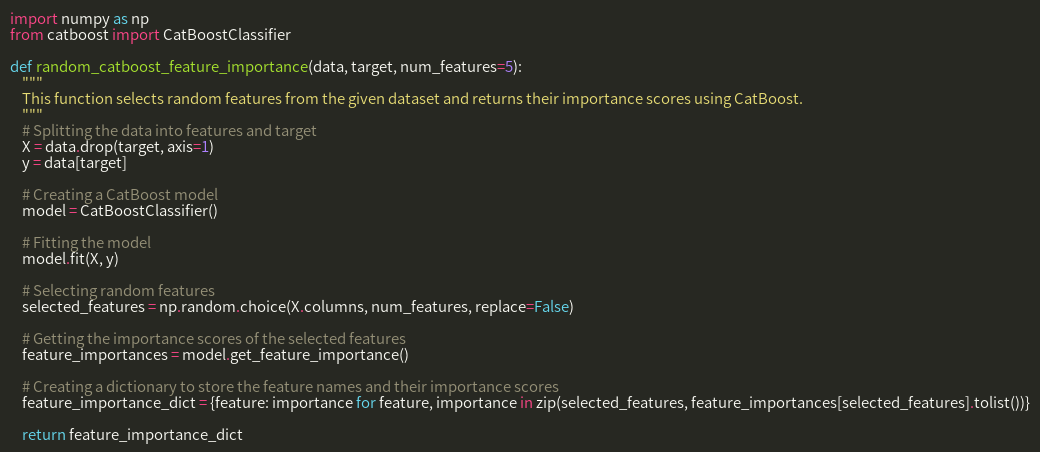 import numpy as np
from catboost import CatBoostClassifier
def random_catboost_feature_importance(data, target, num_features=5):
"""
This function selects random features from the given dataset and returns their importance scores using CatBoost.
"""
# Splitting the data into features and target
X = data.drop(target, axis=1)
y = data[target]
# Creating a CatBoost model
model = CatBoostClassifier()
# Fitting the model
model.fit(X, y)
# Selecting random features
selected_features = np.random.choice(X.columns, num_features, replace=False)
# Getting the importance scores of the selected features
feature_importances = model.get_feature_importance()
# Creating a dictionary to store the feature names and their importance scores
feature_importance_dict = {feature: importance for feature, importance in zip(selected_features, feature_importances[selected_features].tolist())}
return feature_importance_dict